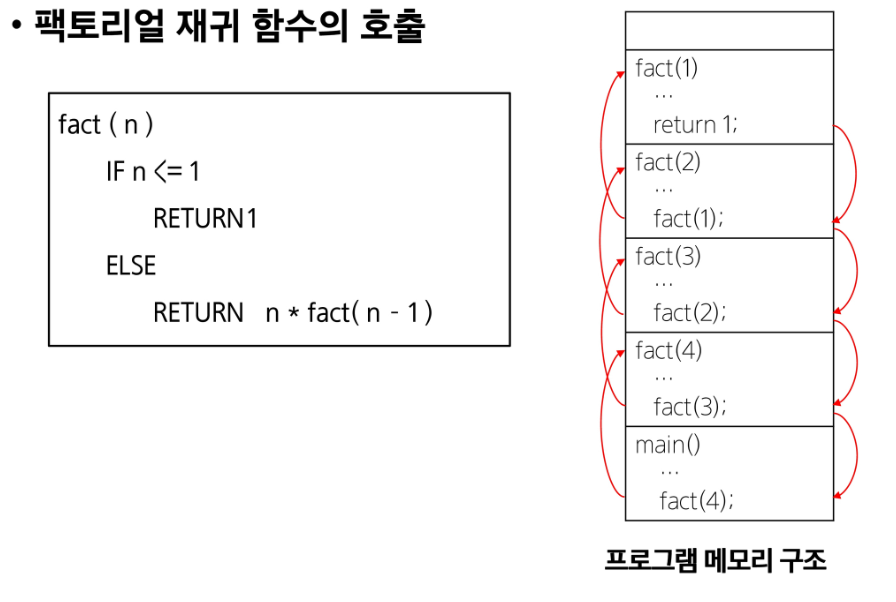 • 팩토리얼 재귀 함수의 호출
fact ( n )
IF n <= 1
RETURN1
ELSE
RETURN n * fact( n - 1 )
fact(1)
...
return 1;
fact(2)
...
fact(1);
fact(3)
...
fact(2);
fact(4)
...
fact(3);
main()
...
fact(4);
프로그램 메모리 구조